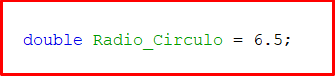 double Radio_Circulo = 6.5;